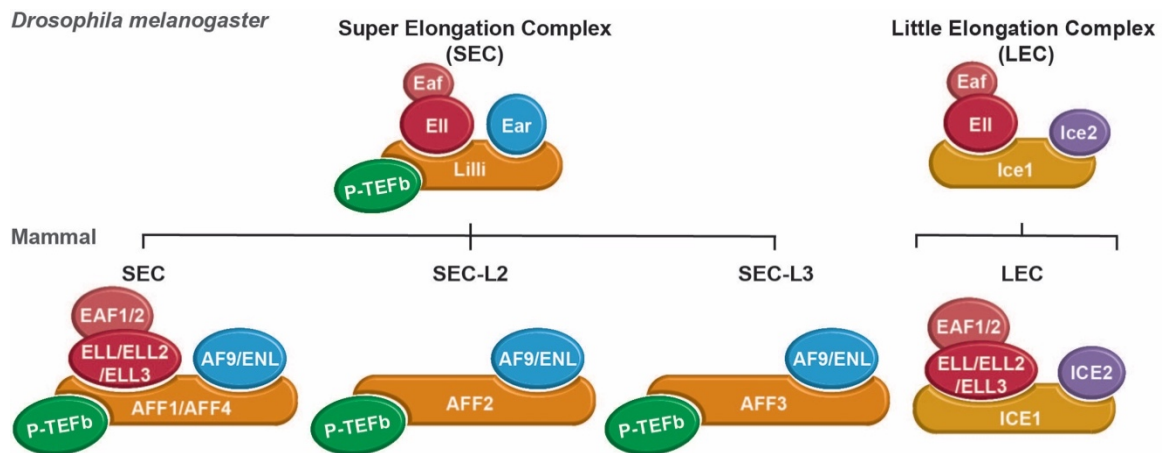 Drosophila melanogaster
Super Elongation Complex
(SEC)
Little Elongation Complex
(LEC)
Eaf
Ell
Ear
Lilli
P-TEFb
Eaf
Ell
Ice2
Ice1
Mammal
SEC
SEC-L2
SEC-L3
LEC
EAF1/2
ELL/ELL2
/ELL3
AF9/ENL
AFF1/AFF4
P-TEFb
AF9/ENL
AFF2
P-TEFb
AF9/ENL
AFF3
P-TEFb
EAF1/2
ELL/ELL2
/ELL3
ICE2
ICE1